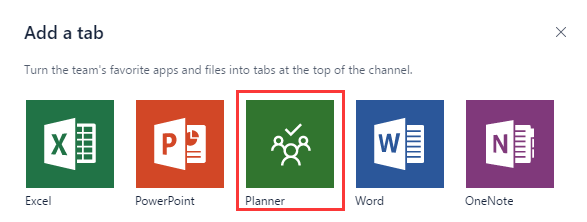 Add a tab
Turn the team's favorite apps and files into tabs at the top of the channel.
X P W N
Excel PowerPoint Planner Word OneNote